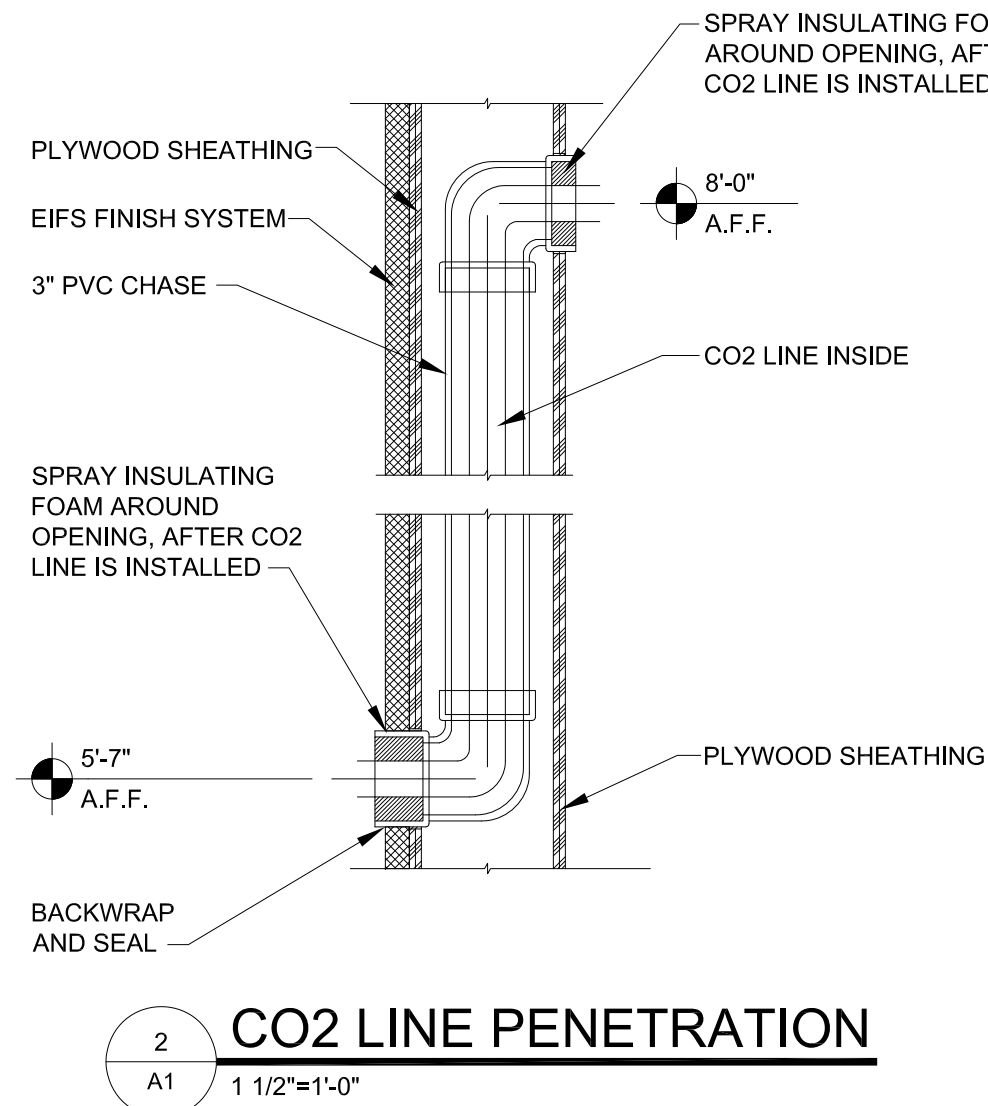 SPRAY INSULATING
AROUND OPENING,
CO2 LINE IS INSTALLED
PLYWOOD SHEATHING
EIFS FINISH SYSTEM
3" PVC CHASE
8'-0"
A.F.F.
CO2 LINE INSIDE
SPRAY INSULATING
FOAM AROUND
OPENING, AFTER CO2
LINE IS INSTALLED
5'-7"
A.F.F.
PLYWOOD SHEATHING
BACKWRAP
AND SEAL
2
A1
CO2 LINE PENETRATION
1 1/2"=1'-0"